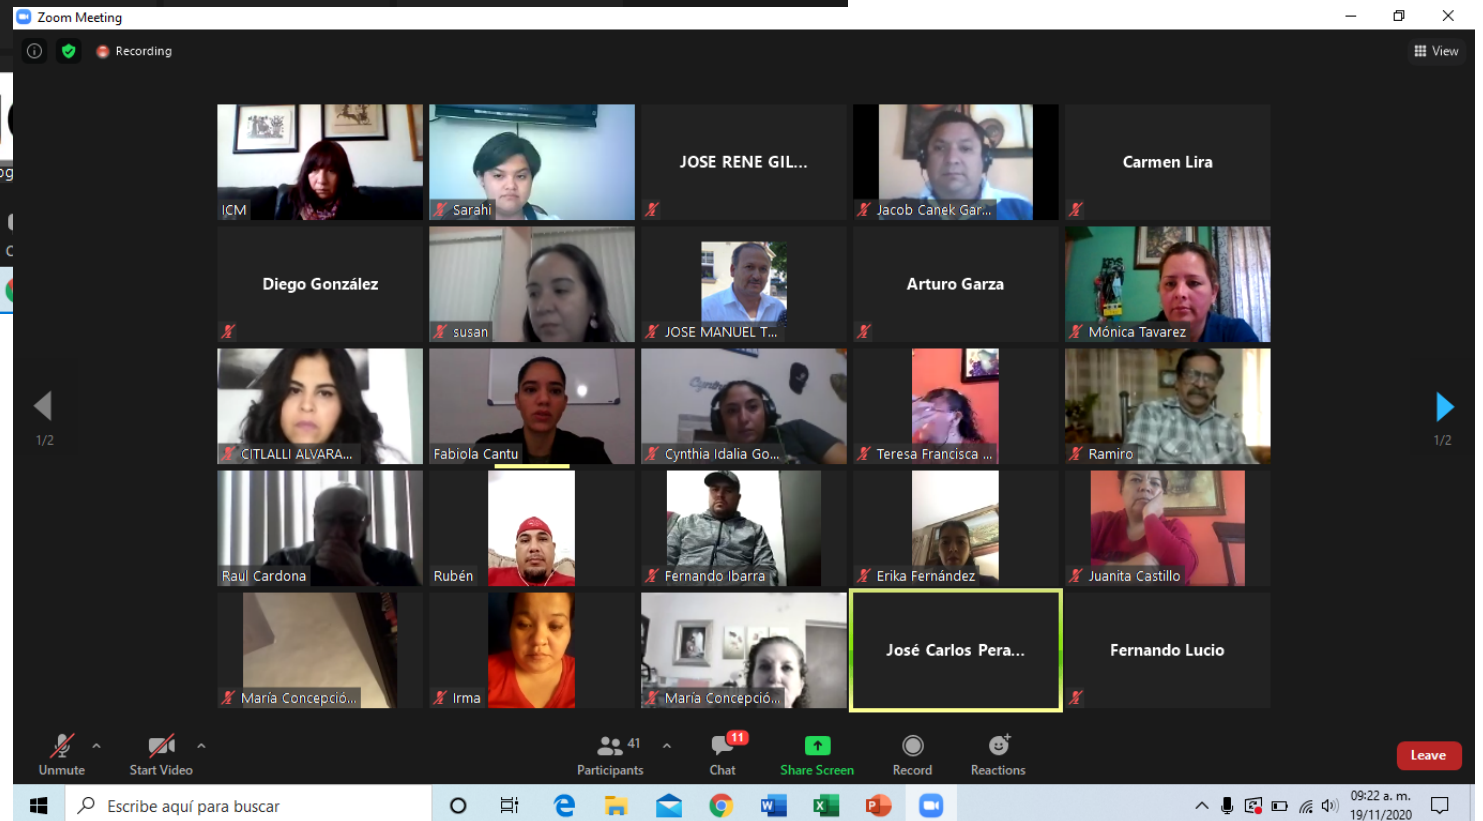 Zoom Meeting
Recording
View
ICM
Sarahi
JOSE RENE GIL...
Jacob Canek Gar...
Carmen Lira
Diego González
susan
JOSE MANUEL T...
Arturo Garza
Mónica Tavarez
CITLALLI ALVARA...
Fabiola Cantu
Cynthia Idalia Go...
Teresa Francisca ...
Ramiro
1/2
1/2
Raul Cardona
Rubén
Fernando Ibarra
Erika Fernández
Juanita Castillo
María Concepció...
Irma
María Concepció...
José Carlos Pera...
Fernando Lucio
Unmute
Start Video
41
Participants
11
Chat
Share Screen
Record
Reactions
Leave
Escribe aquí para buscar
09:22 a. m.
19/11/2020